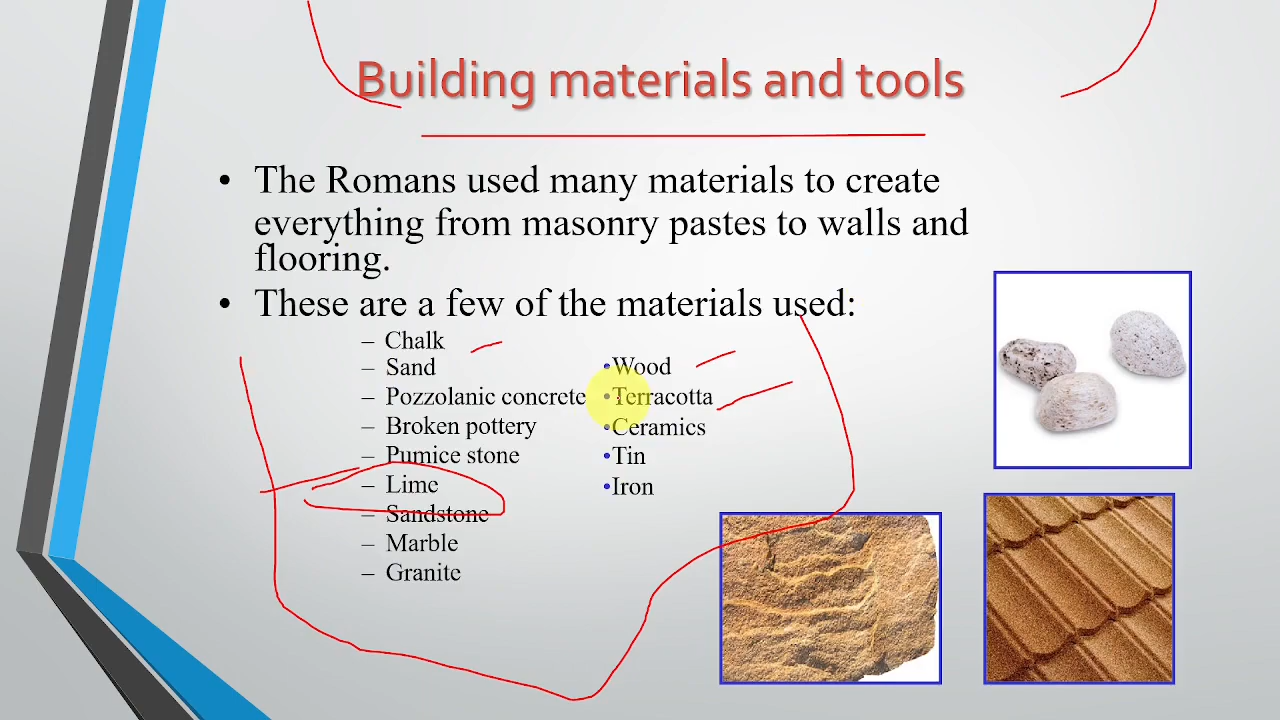 Building materials and tools
• The Romans used many materials to create
everything from masonry pastes to walls and
flooring.
• These are a few of the materials used:
– Chalk
– Sand
– Pozzolanic concrete
– Broken pottery
– Pumice stone
– Lime
– Sandstone
– Marble
– Granite
•Wood
•Terracotta
•Ceramics
•Tin
•Iron